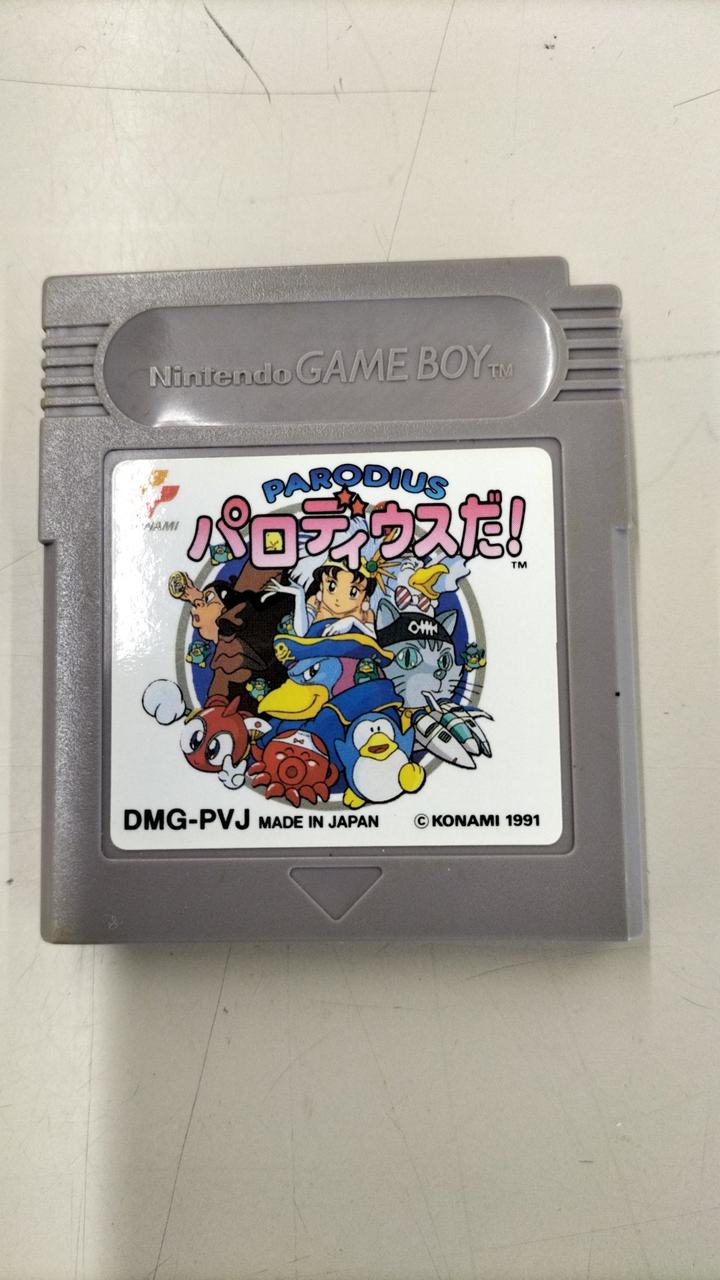 Nintendo GAME BOY™
KONAMI
PARODIUS
パロディウスだ!
™
DMG-PVJ MADE IN JAPAN © KONAMI 1991